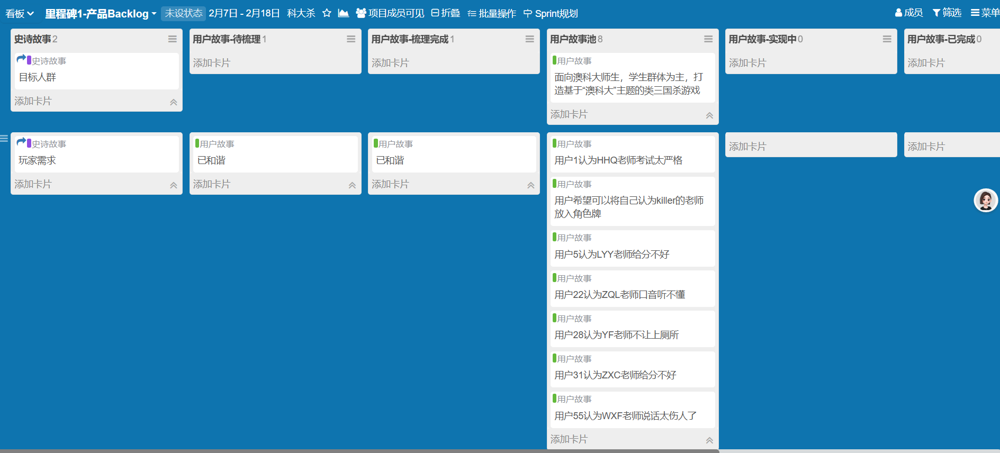 看板 里程碑1-产品Backlog 未设状态 2月7日 - 2月18日 科大杀 项目成员可见 折叠 批量操作 Sprint规划 成员 筛选 菜单
史诗故事 2
史诗故事
目标人群
添加卡片
用户故事-待梳理 1
添加卡片
用户故事-梳理完成 1
添加卡片
用户故事池 8
用户故事
面向澳科大师生，学生群体为主，打
造基于“澳科大”主题的类三国杀游戏
添加卡片
用户故事-实现中 0
添加卡片
用户故事-已完成 0
添加卡片
史诗故事
玩家需求
添加卡片
用户故事
已和谐
添加卡片
用户故事
已和谐
添加卡片
用户故事
用户1认为HHQ老师考试太严格
用户故事
用户希望可以将自己认为killer的老师
放入角色牌
用户故事
用户5认为LYY老师给分不好
用户故事
用户22认为ZQL老师口音听不懂
用户故事
用户28认为YF老师不让上厕所
用户故事
用户31认为ZXC老师给分不好
用户故事
用户55认为WXF老师说话太伤人了
添加卡片
添加卡片
添加卡片